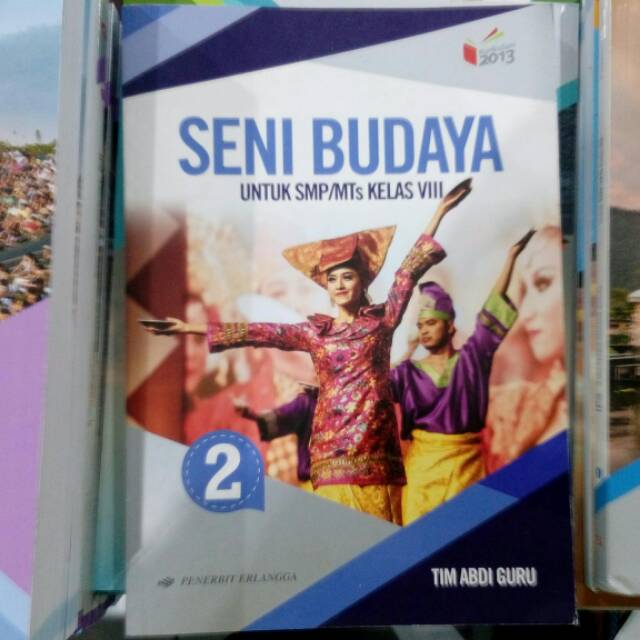 2013
SENI BUDAYA
UNTUK SMP/MTs KELAS VIII
2
PENERBIT ERLANGGA
TIM ABDI GURU